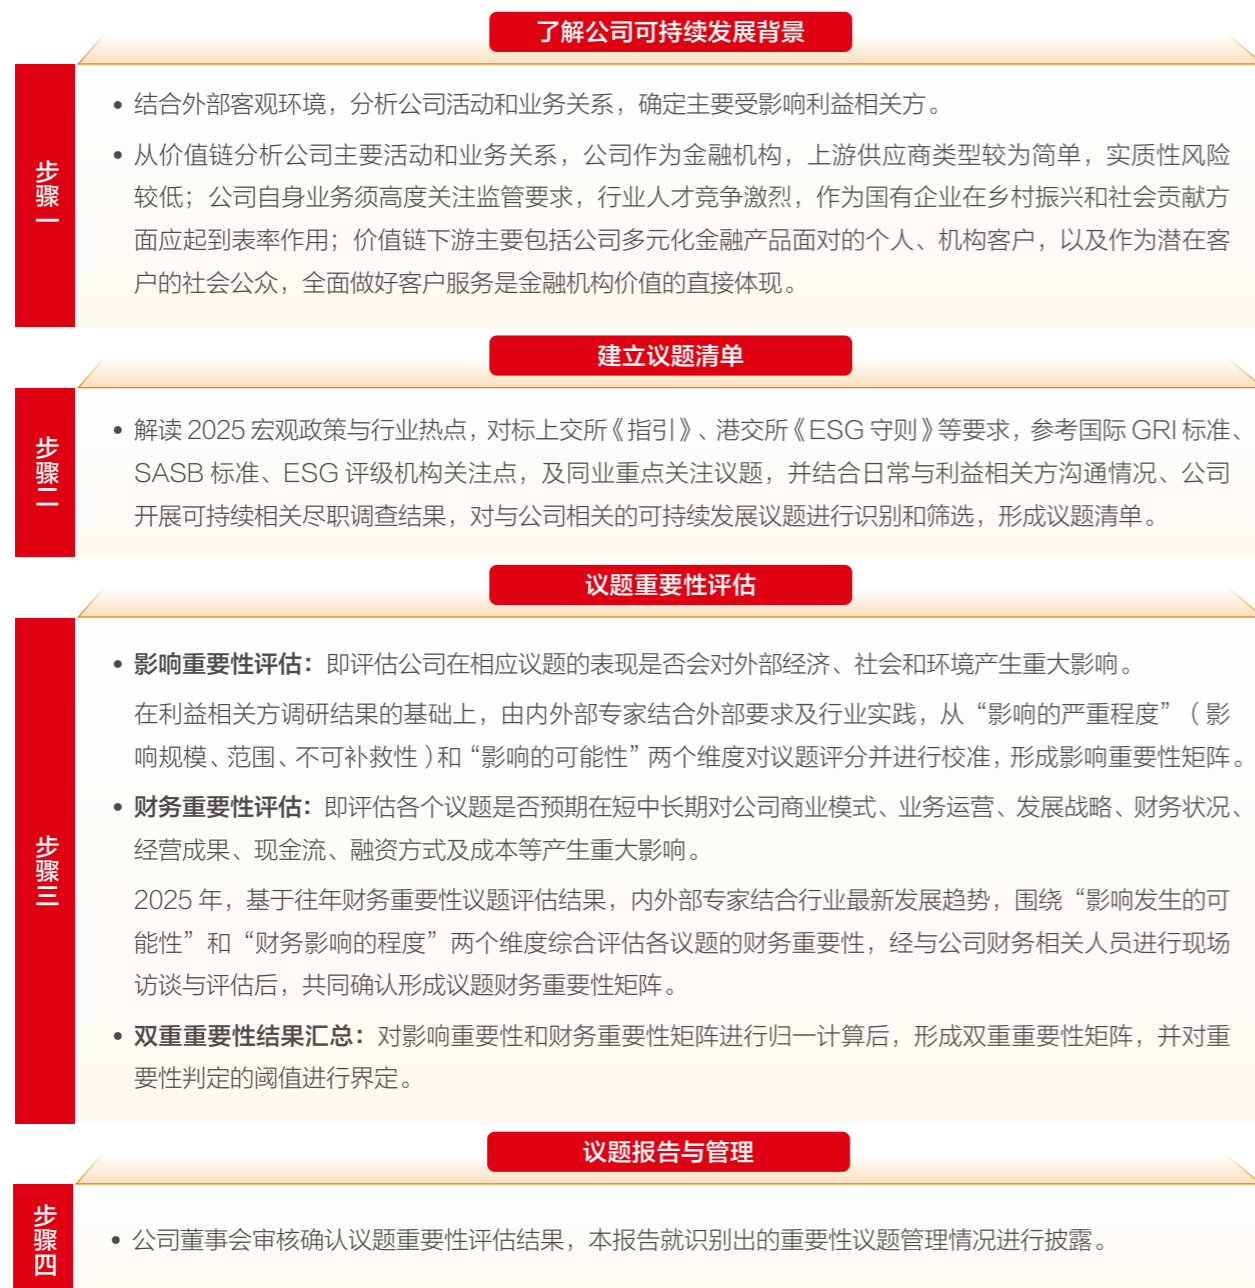 了解公司可持续发展背景
步骤一
• 结合外部客观环境，分析公司活动和业务关系，确定主要受影响利益相关方。
• 从价值链分析公司主要活动和业务关系，公司作为金融机构，上游供应商类型较为简单，实质性风险
较低；公司自身业务须高度关注监管要求，行业人才竞争激烈，作为国有企业在乡村振兴和社会贡献方
面应起到表率作用；价值链下游主要包括公司多元化金融产品面对的个人、机构客户，以及作为潜在客
户的社会公众，全面做好客户服务是金融机构价值的直接体现。
建立议题清单
步骤二
• 解读 2025 宏观政策与行业热点，对标上交所《指引》、港交所《ESG 守则》等要求，参考国际 GRI 标准、
SASB 标准、ESG 评级机构关注点，及同业重点关注议题，并结合日常与利益相关方沟通情况、公司
开展可持续相关尽职调查结果，对与公司相关的可持续发展议题进行识别和筛选，形成议题清单。
议题重要性评估
步骤三
• 影响重要性评估：即评估公司在相应议题的表现是否会对外部经济、社会和环境产生重大影响。
在利益相关方调研结果的基础上，由内外部专家结合外部要求及行业实践，从“影响的严重程度”（影
响规模、范围、不可补救性）和“影响的可能性”两个维度对议题评分并进行校准，形成影响重要性矩阵。
• 财务重要性评估：即评估各个议题是否预期在短中长期对公司商业模式、业务运营、发展战略、财务状况、
经营成果、现金流、融资方式及成本等产生重大影响。
2025 年，基于往年财务重要性议题评估结果，内外部专家结合行业最新发展趋势，围绕“影响发生的可
能性”和“财务影响的程度”两个维度综合评估各议题的财务重要性，经与公司财务相关人员进行现场
访谈与评估后，共同确认形成议题财务重要性矩阵。
• 双重重要性结果汇总：对影响重要性和财务重要性矩阵进行归一计算后，形成双重重要性矩阵，并对重
要性判定的阈值进行界定。
议题报告与管理
步骤四
• 公司董事会审核确认议题重要性评估结果，本报告就识别出的重要性议题管理情况进行披露。